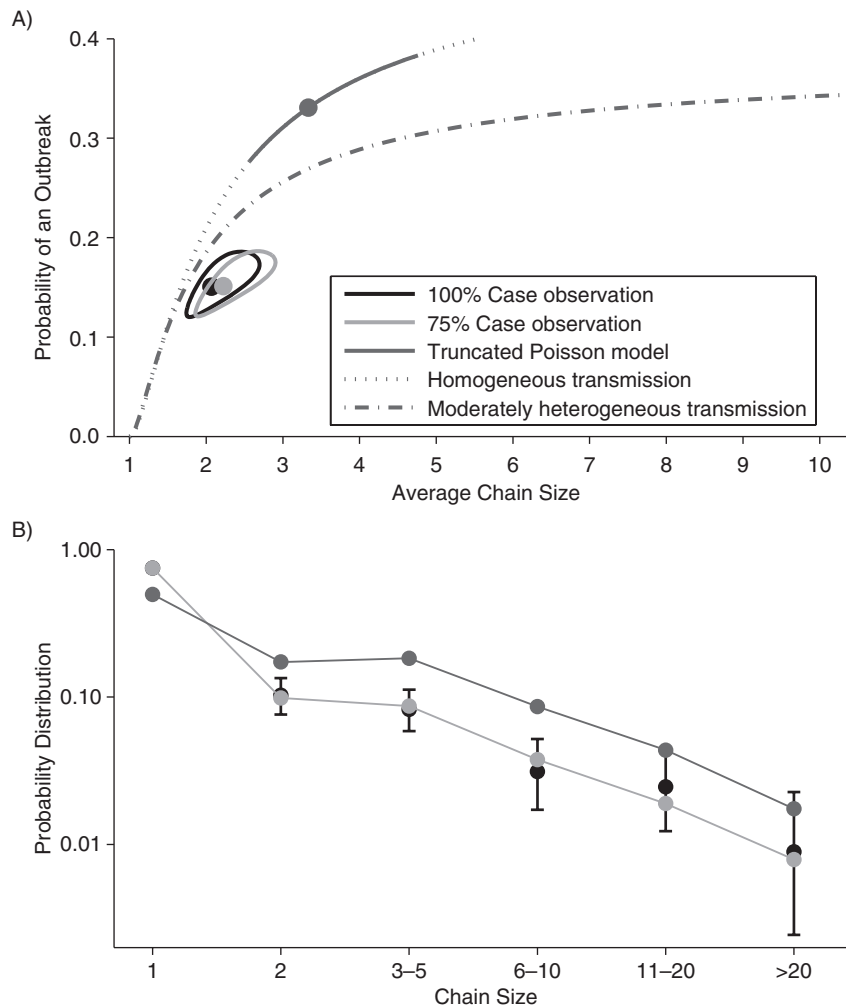 A)
0.4
0.3
0.2
0.1
0.0
Probability of an Outbreak
100% Case observation
75% Case observation
Truncated Poisson model
Homogeneous transmission
Moderately heterogeneous transmission
1 2 3 4 5 6 7 8 9 10
Average Chain Size
B)
1.00
0.10
0.01
Probability Distribution
1 2 3–5 6–10 11–20 >20
Chain Size